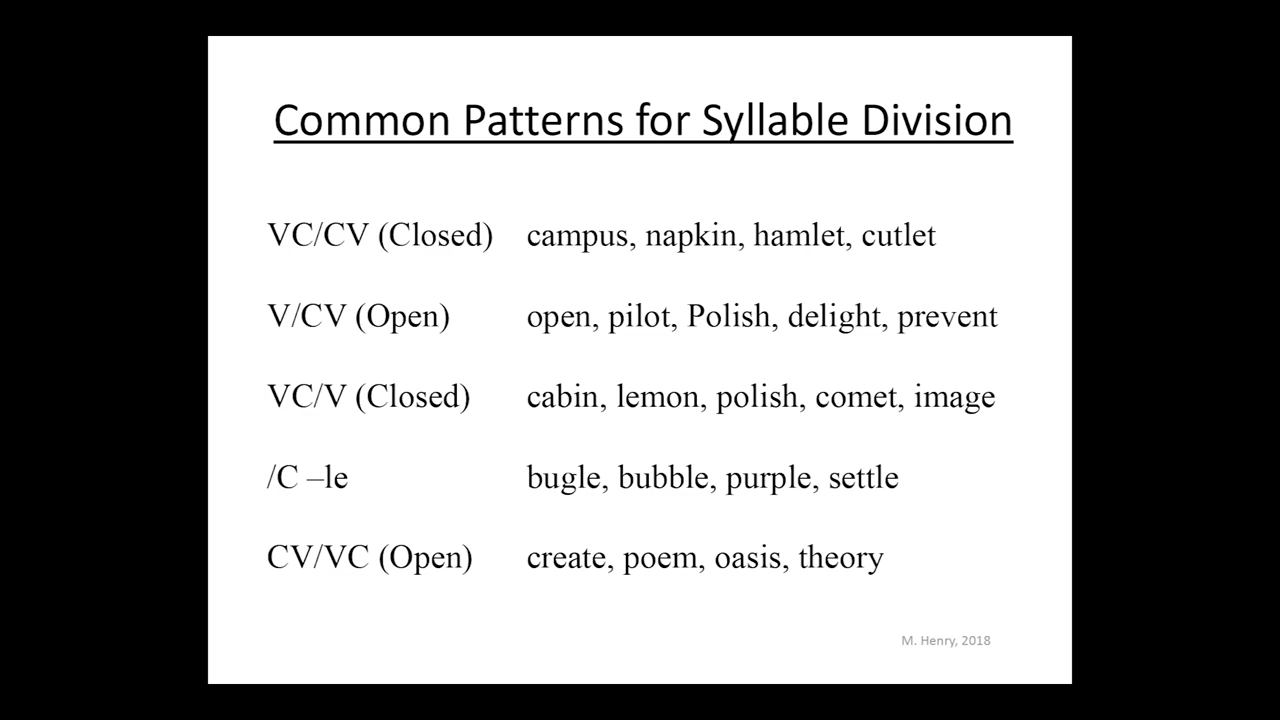 Common Patterns for Syllable Division
VC/CV (Closed) campus, napkin, hamlet, cutlet
V/CV (Open) open, pilot, Polish, delight, prevent
VC/V (Closed) cabin, lemon, polish, comet, image
/C –le bugle, bubble, purple, settle
CV/VC (Open) create, poem, oasis, theory
M. Henry, 2018